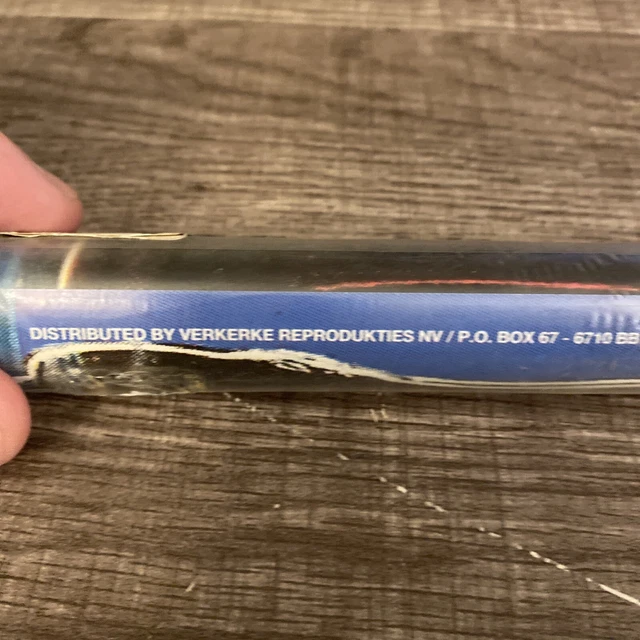 DISTRIBUTED BY VERKERKE REPRODUKTIES NV / P.O. BOX 67 - 6710 BB